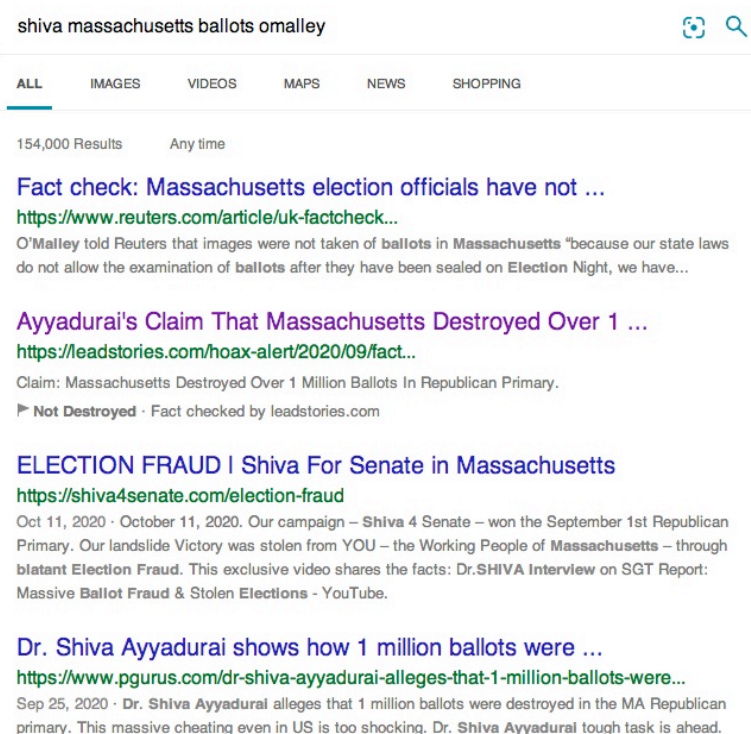 shiva massachusetts ballots omalley
ALL IMAGES VIDEOS MAPS NEWS SHOPPING
154,000 Results Any time
Fact check: Massachusetts election officials have not ...
https://www.reuters.com/article/uk-factcheck...
O'Malley told Reuters that images were not taken of ballots in Massachusetts “because our state laws
do not allow the examination of ballots after they have been sealed on Election Night, we have...
Ayyadurai's Claim That Massachusetts Destroyed Over 1 ...
https://leadstories.com/hoax-alert/2020/09/fact...
Claim: Massachusetts Destroyed Over 1 Million Ballots In Republican Primary.
Not Destroyed · Fact checked by leadstories.com
ELECTION FRAUD | Shiva For Senate in Massachusetts
https://shiva4senate.com/election-fraud
Oct 11, 2020 · October 11, 2020. Our campaign – Shiva 4 Senate – won the September 1st Republican
Primary. Our landslide Victory was stolen from YOU – the Working People of Massachusetts – through
blatant Election Fraud. This exclusive video shares the facts: Dr.SHIVA Interview on SGT Report:
Massive Ballot Fraud & Stolen Elections - YouTube.
Dr. Shiva Ayyadurai shows how 1 million ballots were ...
https://www.pgurus.com/dr-shiva-ayyadurai-alleges-that-1-million-ballots-were...
Sep 25, 2020 · Dr. Shiva Ayyadurai alleges that 1 million ballots were destroyed in the MA Republican
primary. This massive cheating even in US is too shocking. Dr. Shiva Ayyadurai tough task is ahead.